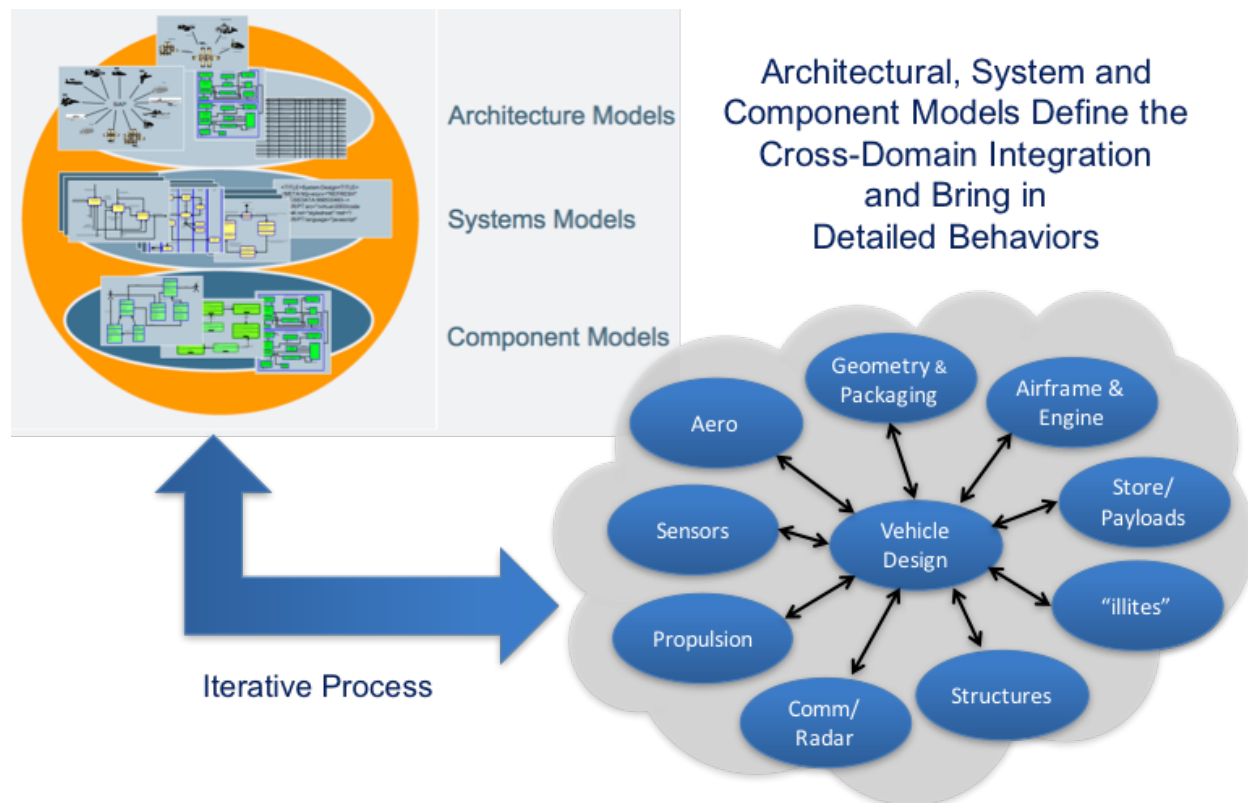 Architecture Models
Systems Models
Component Models
SAP
Architectural, System and
Component Models Define the
Cross-Domain Integration
and Bring in
Detailed Behaviors
Geometry &
Packaging
Airframe &
Engine
Aero
Store/
Payloads
Sensors
Vehicle
Design
"illites"
Propulsion
Structures
Comm/
Radar
Iterative Process